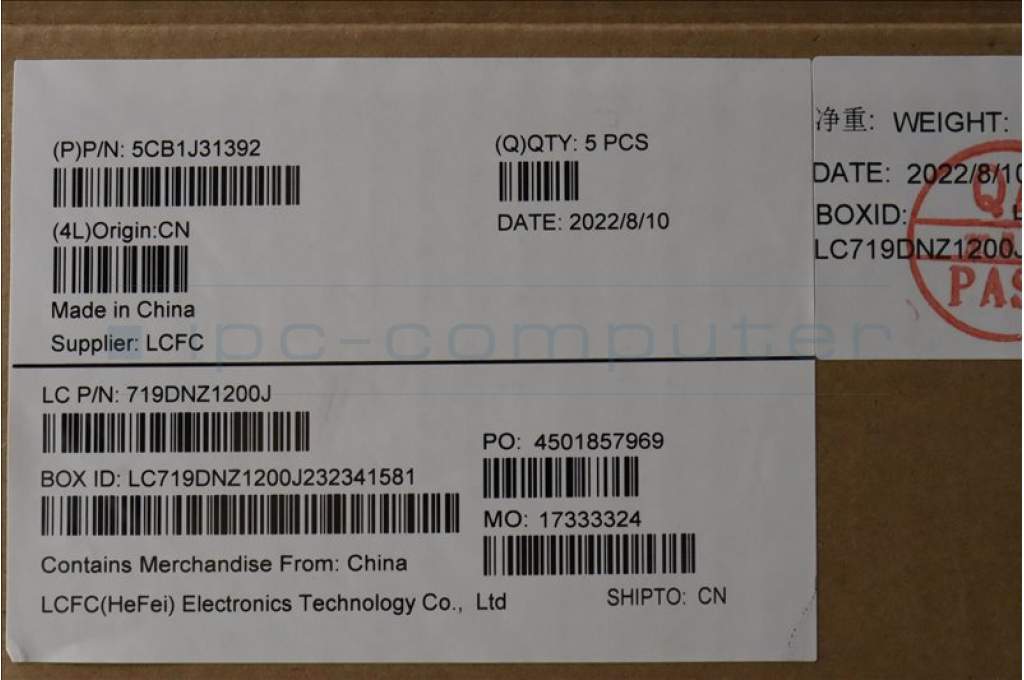 (P)P/N: 5CB1J31392
(Q)QTY: 5 PCS
(4L)Origin:CN
DATE: 2022/8/10
Made in China
Supplier: LCFC
LC P/N: 719DNZ1200J
PO: 4501857969
BOX ID: LC719DNZ1200J232341581
MO: 17333324
Contains Merchandise From: China
LCFC(HeFei) Electronics Technology Co., Ltd
SHIPTO: CN
净重: WEIGHT:
DATE: 2022/8/10
BOXID:
LC719DNZ1200J
PAS
ipc-computer